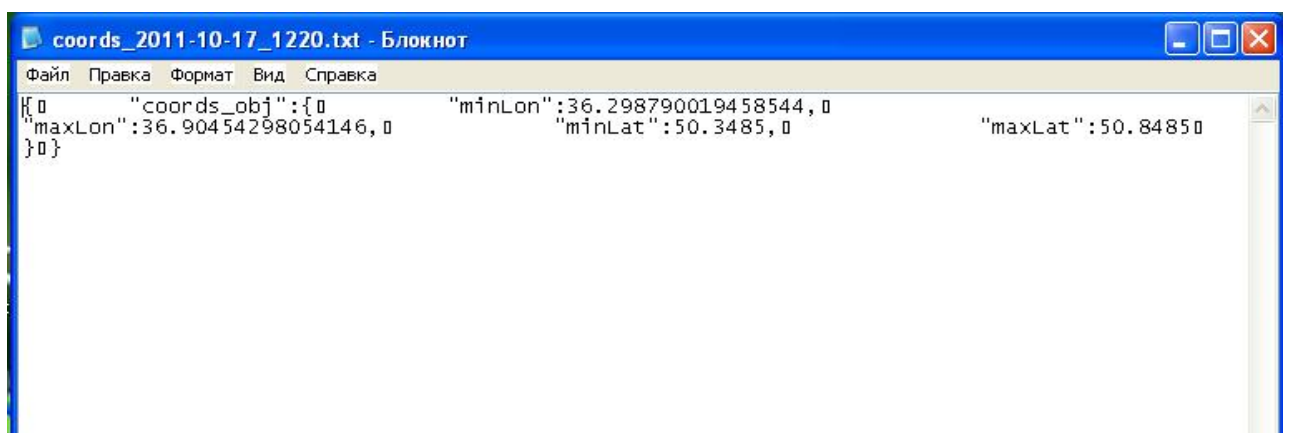 coords_2011-10-17_1220.txt - Блокнот
Файл Правка Формат Вид Справка
{▯ "coords_obj":{▯ "minLon":36.298790019458544,▯
"maxLon":36.90454298054146,▯ "minLat":50.3485,▯ "maxLat":50.8485▯
}▯}